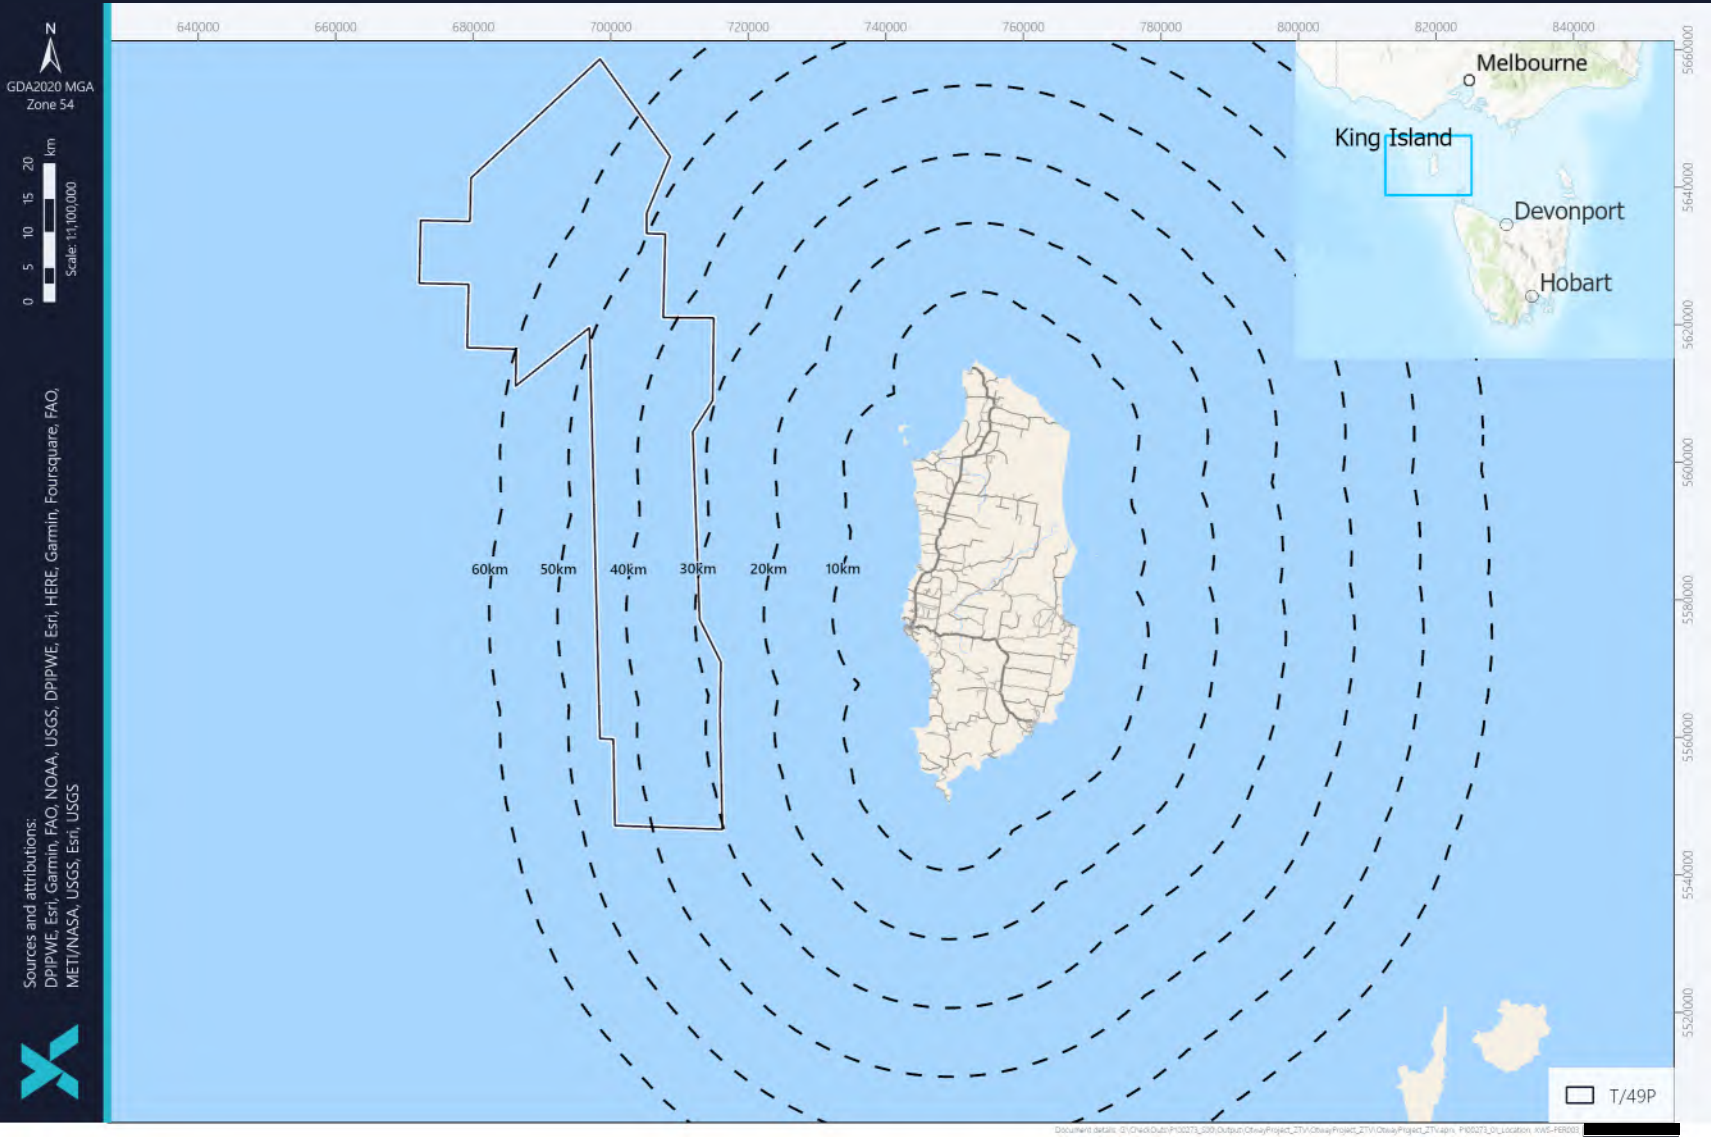 N
GDA2020 MGA
Zone 54
0 5 10 15 20 km
Scale: 1:1,100,000
Sources and attributions:
DPIPWE, Esri, Garmin, FAO, NOAA, USGS, DPIPWE, Esri, HERE, Garmin, Foursquare, FAO,
METI/NASA, USGS, Esri, USGS
640000 660000 680000 700000 720000 740000 760000 780000 800000 820000 840000
5660000
5640000
5620000
5600000
5580000
5560000
5540000
5520000
Melbourne
King Island
Devonport
Hobart
60km 50km 40km 30km 20km 10km
T/49P